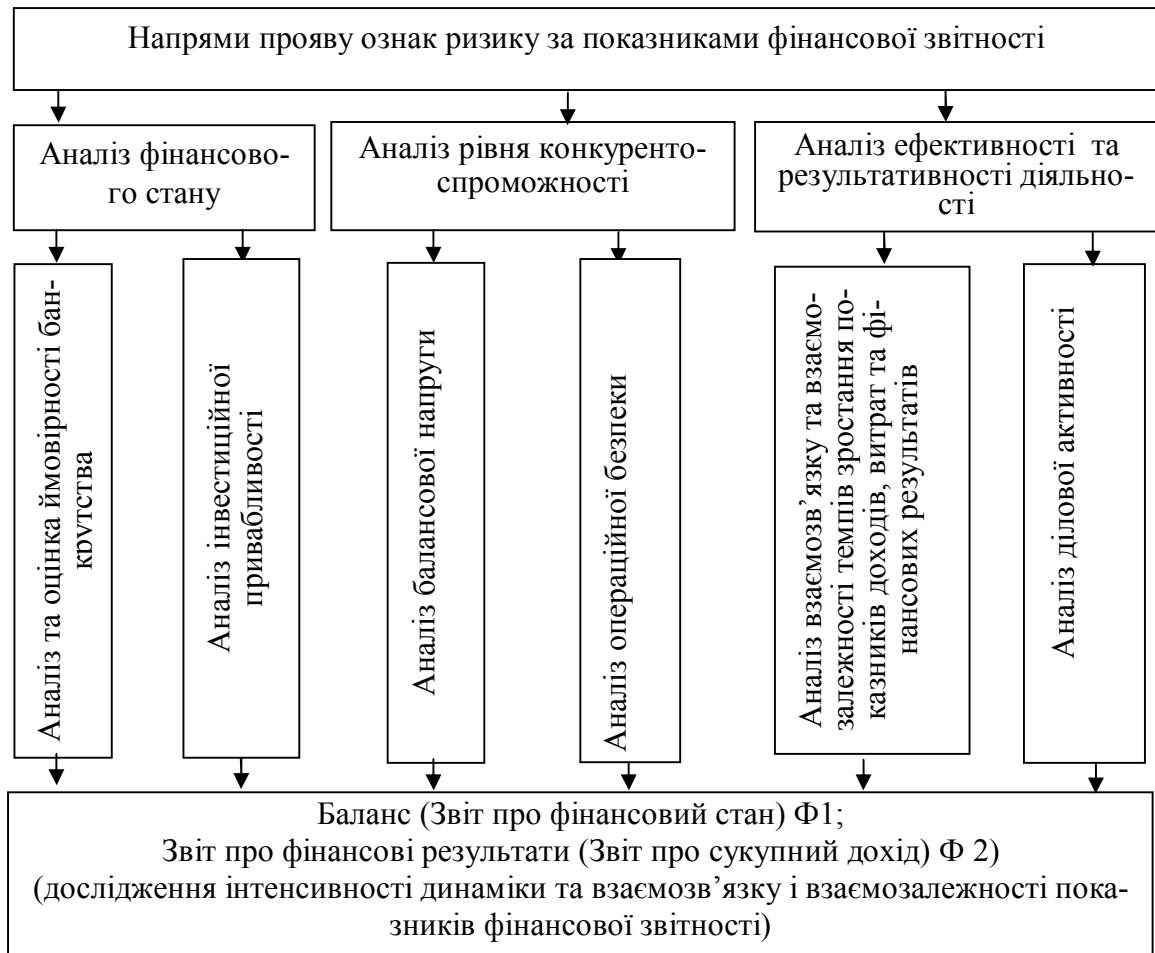 Напрями прояву ознак ризику за показниками фінансової звітності
Аналіз фінансово-
го стану
Аналіз рівня конкуренто-
спроможності
Аналіз ефективності та
результативності діяльно-
сті
Аналіз та оцінка ймовірності бан-
крутства
Аналіз інвестиційної
привабливості
Аналіз балансової напруги
Аналіз операційної безпеки
Аналіз взаємозв’язку та взаємо-
залежності темпів зростання по-
казників доходів, витрат та фі-
нансових результатів
Аналіз ділової активності
Баланс (Звіт про фінансовий стан) Ф1;
Звіт про фінансові результати (Звіт про сукупний дохід) Ф 2)
(дослідження інтенсивності динаміки та взаємозв’язку і взаємозалежності пока-
зників фінансової звітності)